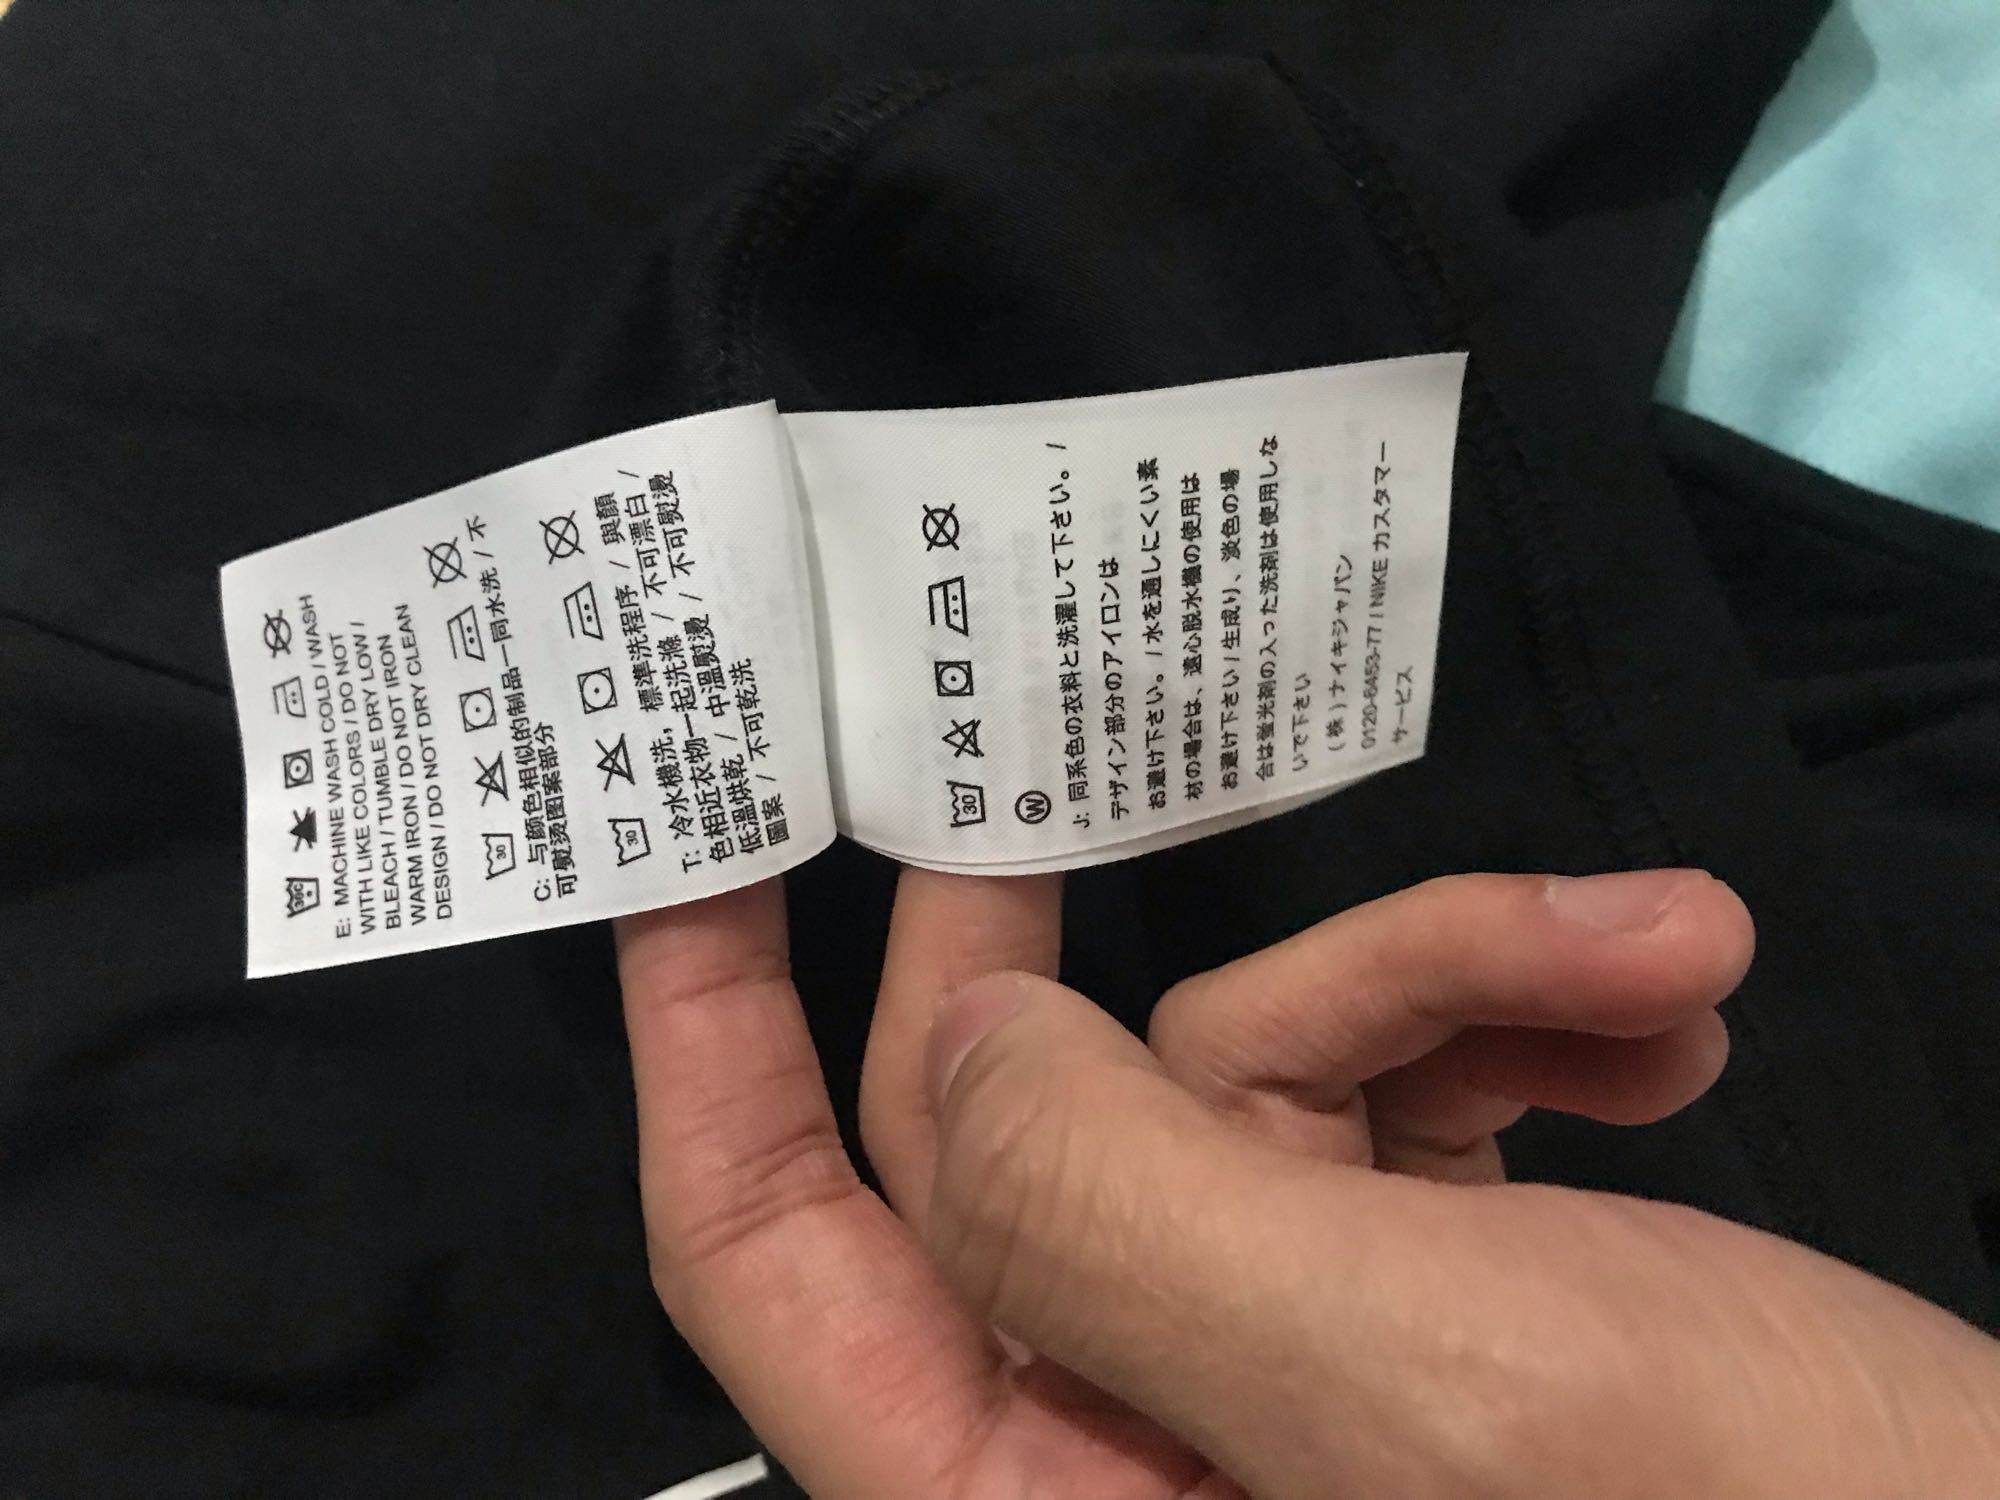 30C
E: MACHINE WASH COLD / WASH
WITH LIKE COLORS / DO NOT
BLEACH / TUMBLE DRY LOW /
WARM IRON / DO NOT IRON
DESIGN / DO NOT DRY CLEAN
30
C: 与颜色相似的制品一同水洗 / 不
可熨烫图案部分
30
T: 冷水機洗，標準洗程序 / 與顏
色相近衣物一起洗滌 / 不可漂白 /
低溫烘乾 / 中溫熨燙 / 不可熨燙
圖案 / 不可乾洗
30
W
J: 同系色の衣料と洗濯して下さい。 /
デザイン部分のアイロンは
お避け下さい。 / 水を通しにくい素
材の場合は、遠心脱水機の使用は
お避け下さい / 生成り、淡色の場
合は蛍光剤の入った洗剤は使用しな
いで下さい
(株) ナイキジャパン
0120-6453-77 / NIKE カスタマー
サービス